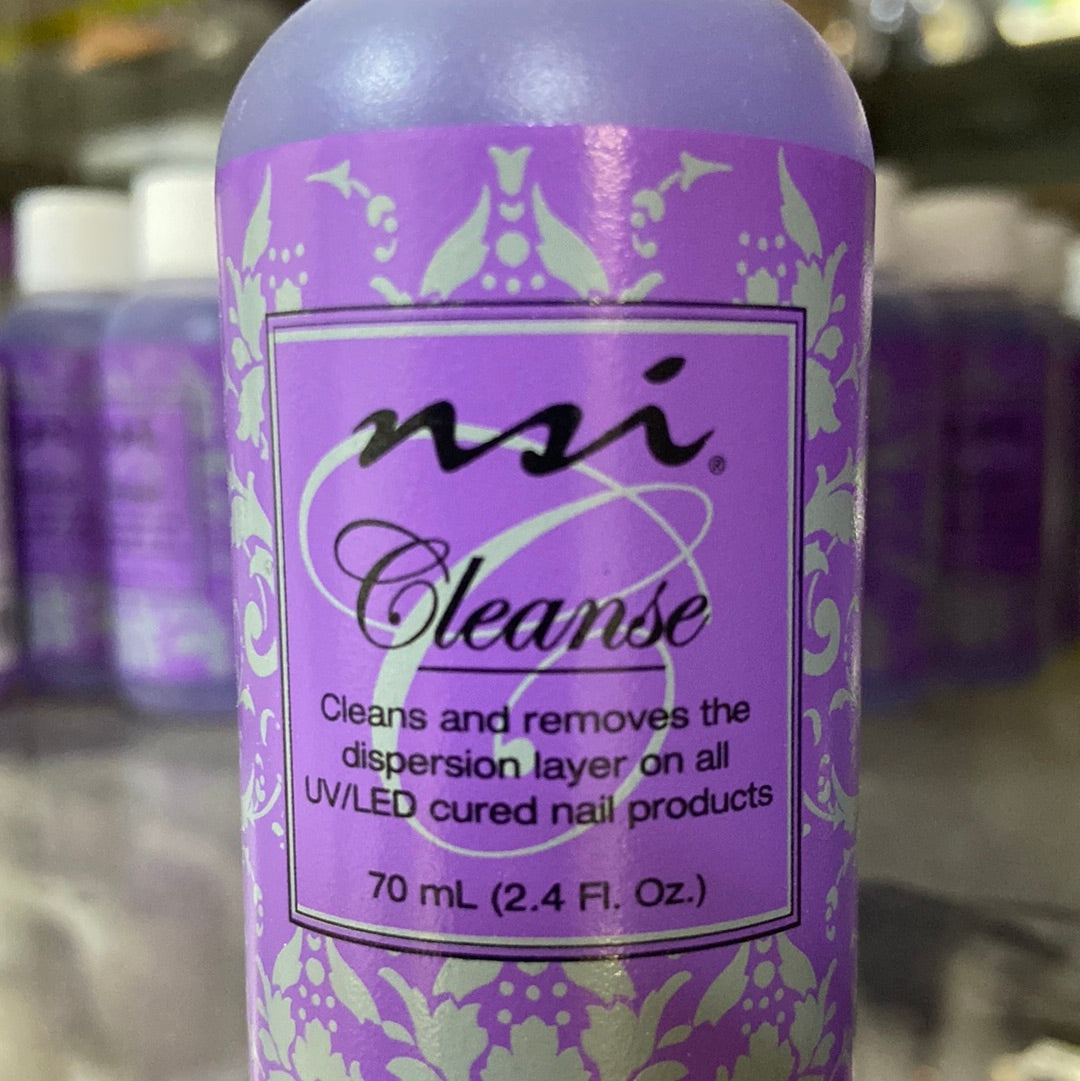 nsi®
Cleanse
Cleans and removes the
dispersion layer on all
UV/LED cured nail products
70 mL (2.4 Fl. Oz.)